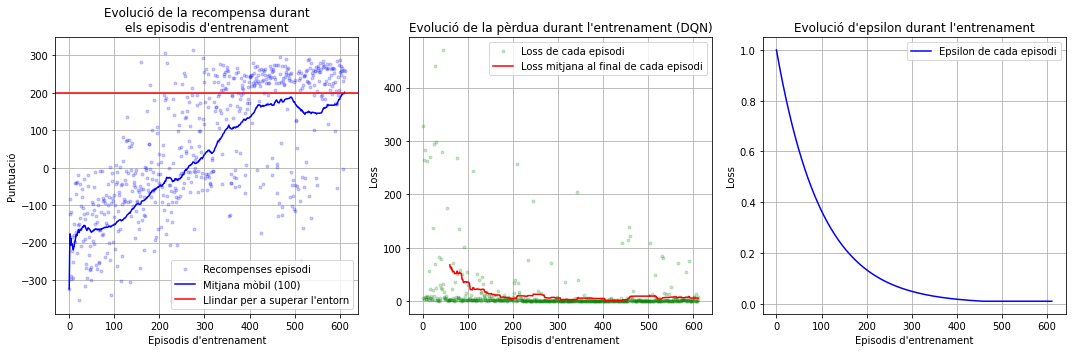 Evolució de la recompensa durant
els episodis d'entrenament
Puntuació
300
200
100
0
−100
−200
−300
Recompenses episodi
Mitjana mòbil (100)
Llindar per a superar l'entorn
0 100 200 300 400 500 600
Episodis d'entrenament
Evolució de la pèrdua durant l'entrenament (DQN)
Loss
400
300
200
100
0
Loss de cada episodi
Loss mitjana al final de cada episodi
0 100 200 300 400 500 600
Episodis d'entrenament
Evolució d'epsilon durant l'entrenament
Loss
1.0
0.8
0.6
0.4
0.2
0.0
Epsilon de cada episodi
0 100 200 300 400 500 600
Episodis d'entrenament